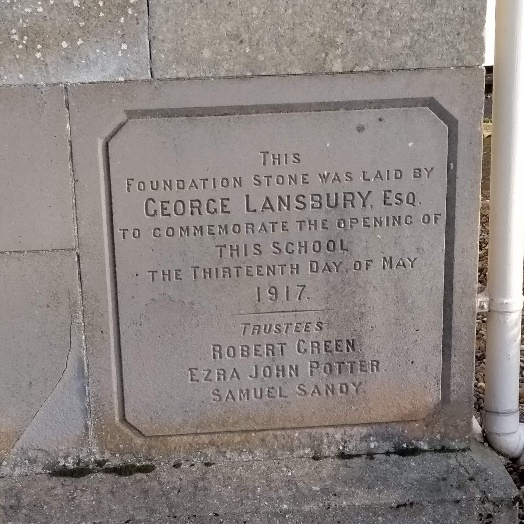 THIS
FOUNDATION STONE WAS LAID BY
GEORGE LANSBURY, ESQ.
TO COMMEMORATE THE OPENING OF
THIS SCHOOL
THE THIRTEENTH DAY, OF MAY
1917.
TRUSTEES
ROBERT GREEN
EZRA JOHN POTTER
SAMUEL SANDY.